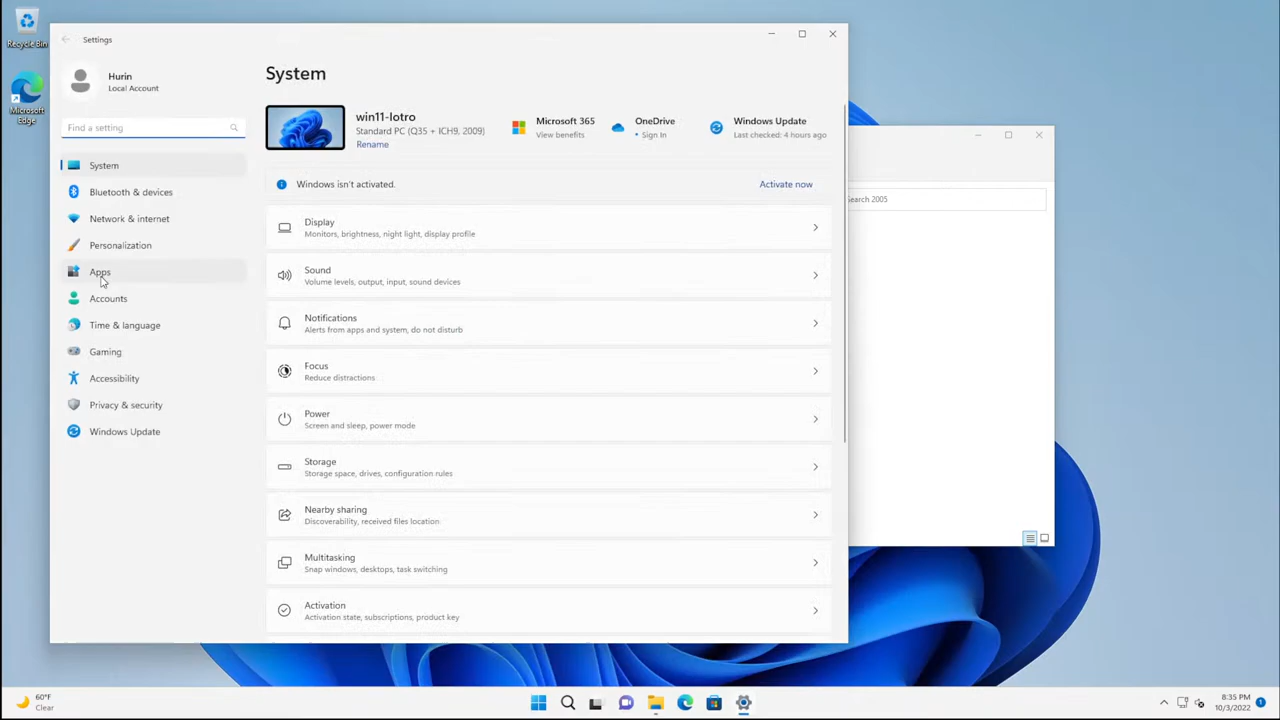 Recycle Bin
Microsoft
Edge
Settings
Hurin
Local Account
Find a setting
System
Bluetooth & devices
Network & internet
Personalization
Apps
Accounts
Time & language
Gaming
Accessibility
Privacy & security
Windows Update
System
win11-lotro
Standard PC (Q35 + ICH9, 2009)
Rename
Microsoft 365
View benefits
OneDrive
• Sign In
Windows Update
Last checked: 4 hours ago
Windows isn't activated.
Activate now
Display
Monitors, brightness, night light, display profile
Sound
Volume levels, output, input, sound devices
Notifications
Alerts from apps and system, do not disturb
Focus
Reduce distractions
Power
Screen and sleep, power mode
Storage
Storage space, drives, configuration rules
Nearby sharing
Discoverability, received files location
Multitasking
Snap windows, desktops, task switching
Activation
Activation state, subscriptions, product key
earch 2005
60°F
Clear
8:35 PM
10/3/2022
1